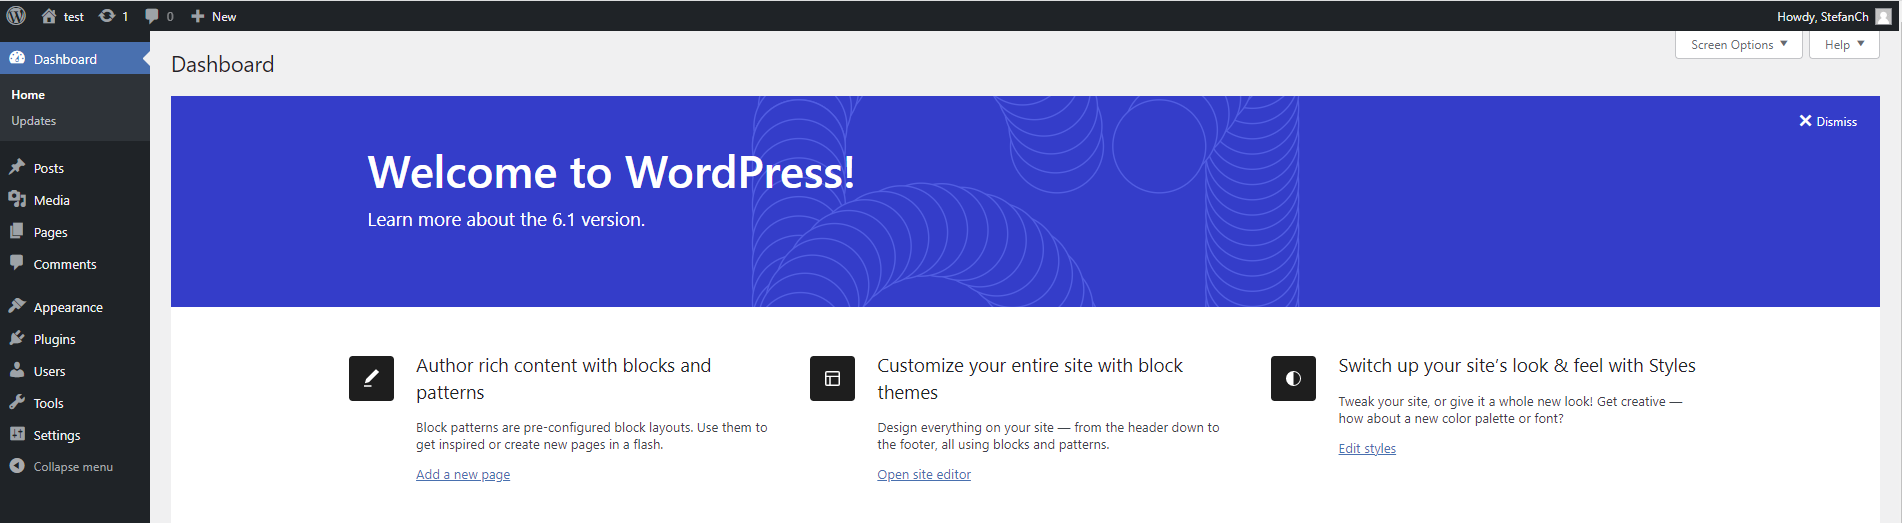 test 1 0 New Howdy, StefanCh
Dashboard
Home
Updates
Posts
Media
Pages
Comments
Appearance
Plugins
Users
Tools
Settings
Collapse menu
Screen Options Help
Dashboard
Dismiss
Welcome to WordPress!
Learn more about the 6.1 version.
Author rich content with blocks and
patterns
Block patterns are pre-configured block layouts. Use them to
get inspired or create new pages in a flash.
Add a new page
Customize your entire site with block
themes
Design everything on your site — from the header down to
the footer, all using blocks and patterns.
Open site editor
Switch up your site’s look & feel with Styles
Tweak your site, or give it a whole new look! Get creative —
how about a new color palette or font?
Edit styles